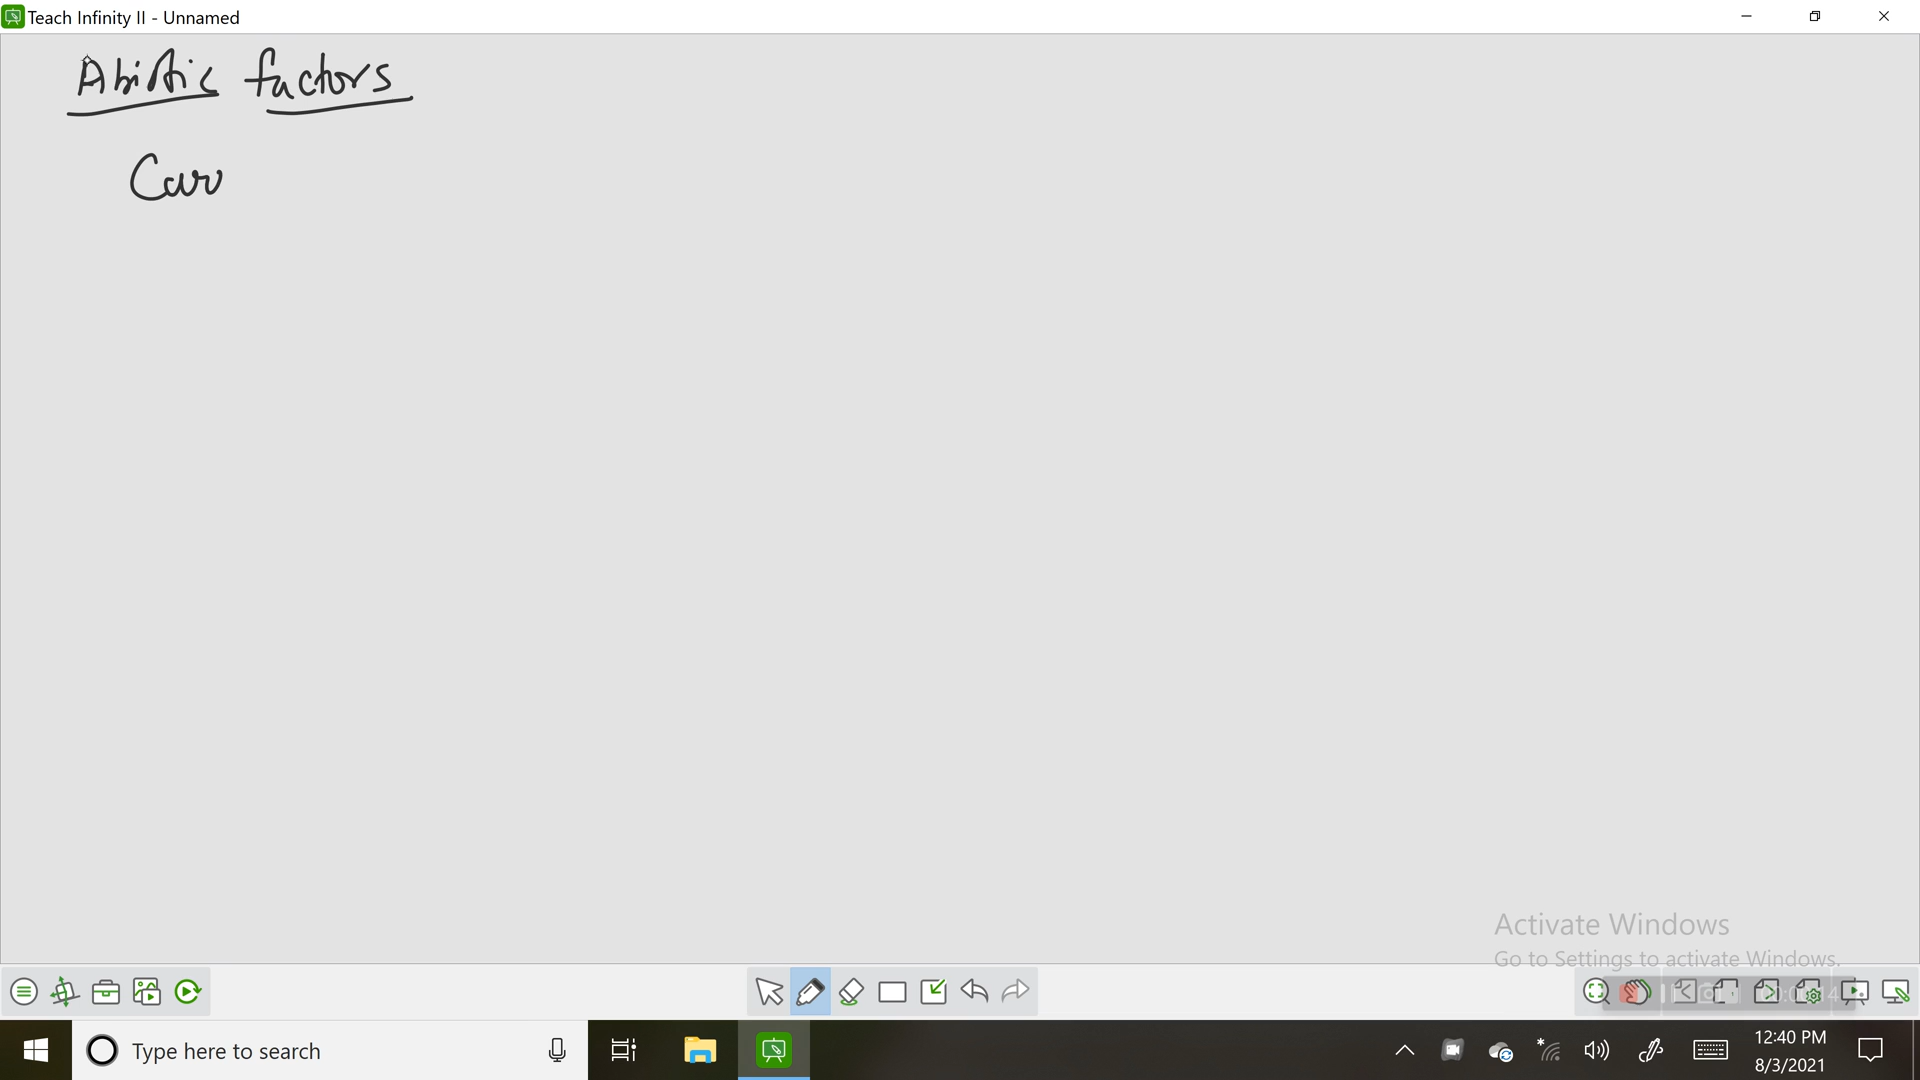 Teach Infinity II - Unnamed
Abiotic factors
Cau
Activate Windows
Go to Settings to activate Windows.
Type here to search
12:40 PM
8/3/2021